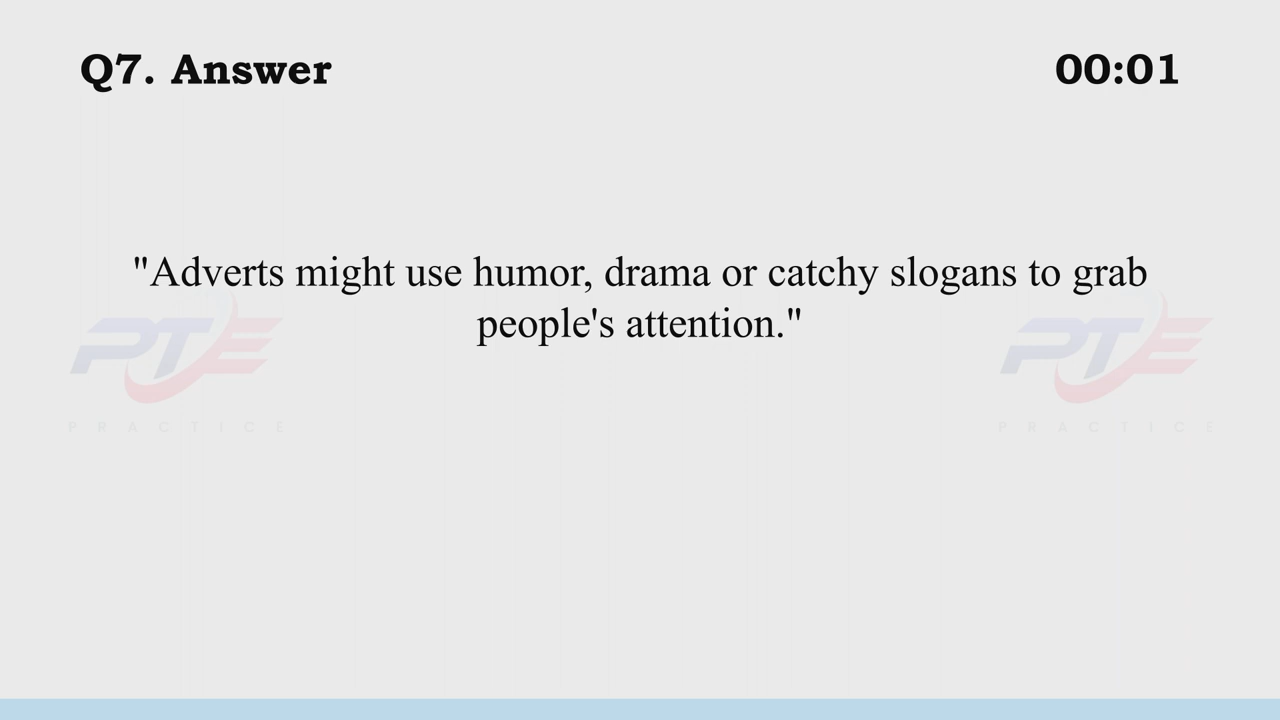 Q7. Answer
00:01
"Adverts might use humor, drama or catchy slogans to grab
people's attention."
PTE
PRACTICE
PTE
PRACTICE